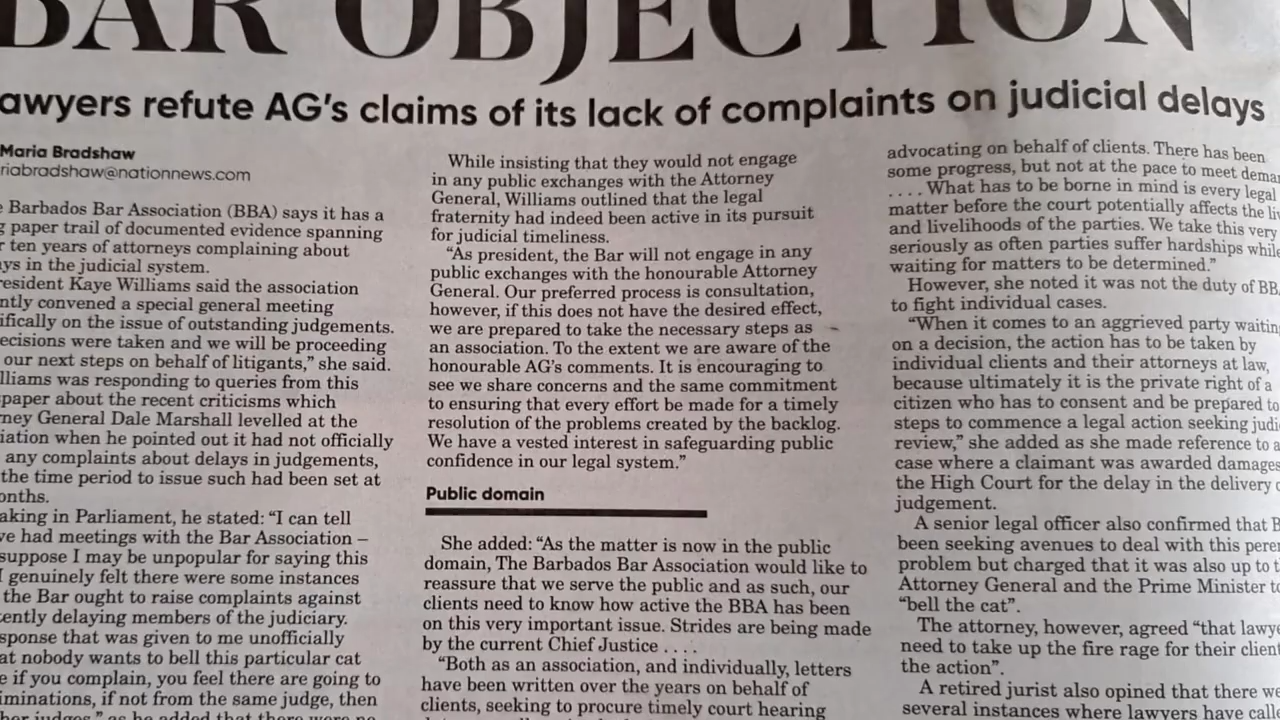 BAR OBJECTION
awyers refute AG's claims of its lack of complaints on judicial delays
Maria Bradshaw
riabradshaw@nationnews.com
e Barbados Bar Association (BBA) says it has a
g paper trail of documented evidence spanning
r ten years of attorneys complaining about
ays in the judicial system.
resident Kaye Williams said the association
ntly convened a special general meeting
ifically on the issue of outstanding judgements.
ecisions were taken and we will be proceeding
our next steps on behalf of litigants," she said.
lliams was responding to queries from this
spaper about the recent criticisms which
rney General Dale Marshall levelled at the
iation when he pointed out it had not officially
any complaints about delays in judgements,
the time period to issue such had been set at
onths.
aking in Parliament, he stated: "I can tell
ve had meetings with the Bar Association –
suppose I may be unpopular for saying this
I genuinely felt there were some instances
the Bar ought to raise complaints against
ently delaying members of the judiciary.
sponse that was given to me unofficially
at nobody wants to bell this particular cat
e if you complain, you feel there are going to
iminations, if not from the same judge, then
her judges," as he added that there were no
While insisting that they would not engage
in any public exchanges with the Attorney
General, Williams outlined that the legal
fraternity had indeed been active in its pursuit
for judicial timeliness.
"As president, the Bar will not engage in any
public exchanges with the honourable Attorney
General. Our preferred process is consultation,
however, if this does not have the desired effect,
we are prepared to take the necessary steps as
an association. To the extent we are aware of the
honourable AG's comments. It is encouraging to
see we share concerns and the same commitment
to ensuring that every effort be made for a timely
resolution of the problems created by the backlog.
We have a vested interest in safeguarding public
confidence in our legal system."
Public domain
She added: "As the matter is now in the public
domain, The Barbados Bar Association would like to
reassure that we serve the public and as such, our
clients need to know how active the BBA has been
on this very important issue. Strides are being made
by the current Chief Justice . . . .
"Both as an association, and individually, letters
have been written over the years on behalf of
clients, seeking to procure timely court hearing
advocating on behalf of clients. There has been
some progress, but not at the pace to meet dema
. . . . What has to be borne in mind is every legal
matter before the court potentially affects the li
and livelihoods of the parties. We take this very
seriously as often parties suffer hardships while
waiting for matters to be determined."
However, she noted it was not the duty of BBA
to fight individual cases.
"When it comes to an aggrieved party waitin
on a decision, the action has to be taken by
individual clients and their attorneys at law,
because ultimately it is the private right of a
citizen who has to consent and be prepared to
steps to commence a legal action seeking judi
review," she added as she made reference to a
case where a claimant was awarded damages
the High Court for the delay in the delivery o
judgement.
A senior legal officer also confirmed that B
been seeking avenues to deal with this pere
problem but charged that it was also up to t
Attorney General and the Prime Minister to
"bell the cat".
The attorney, however, agreed "that lawye
need to take up the fire rage for their client
the action".
A retired jurist also opined that there we
several instances where lawyers have calle